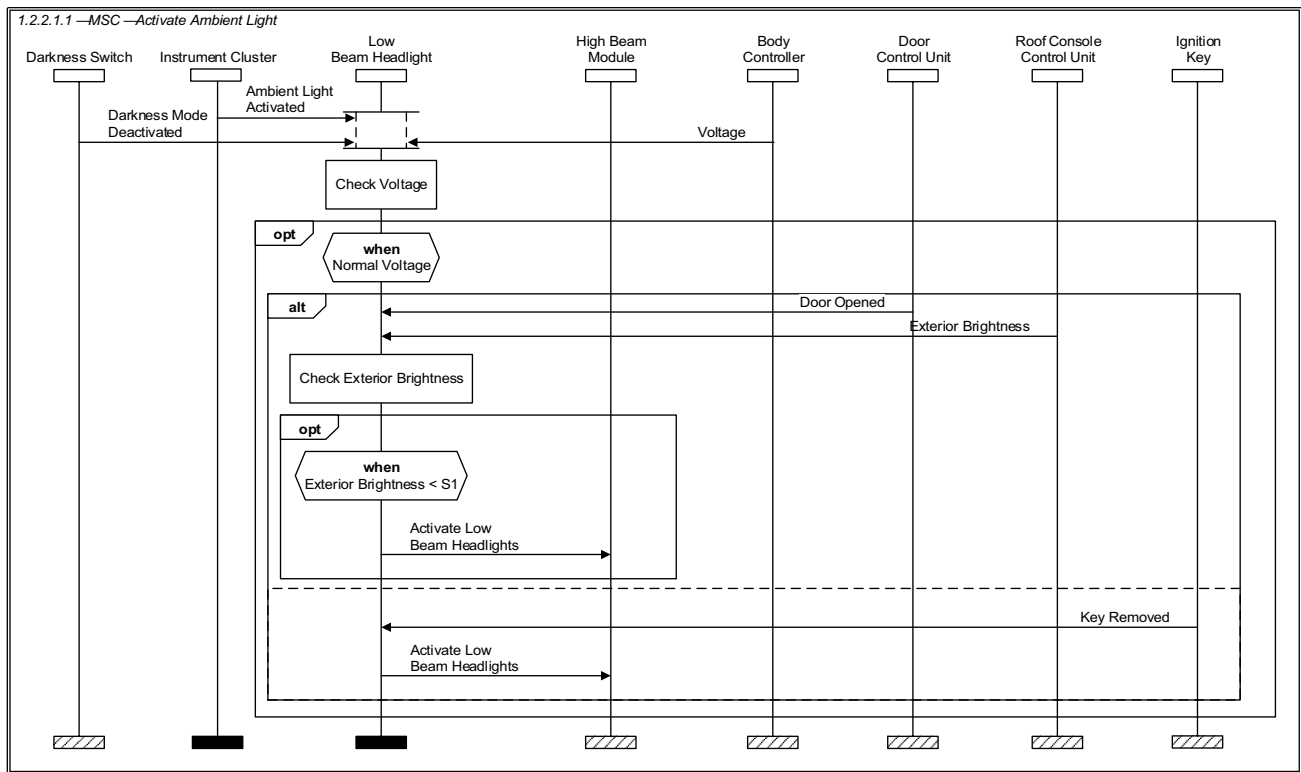 1.2.2.1.1 —MSC —Activate Ambient Light
Darkness Switch
Instrument Cluster
Low
Beam Headlight
High Beam
Module
Body
Controller
Door
Control Unit
Roof Console
Control Unit
Ignition
Key
Ambient Light
Activated
Darkness Mode
Deactivated
Voltage
Check Voltage
opt
when
Normal Voltage
alt
Door Opened
Exterior Brightness
Check Exterior Brightness
opt
when
Exterior Brightness < S1
Activate Low
Beam Headlights
Key Removed
Activate Low
Beam Headlights